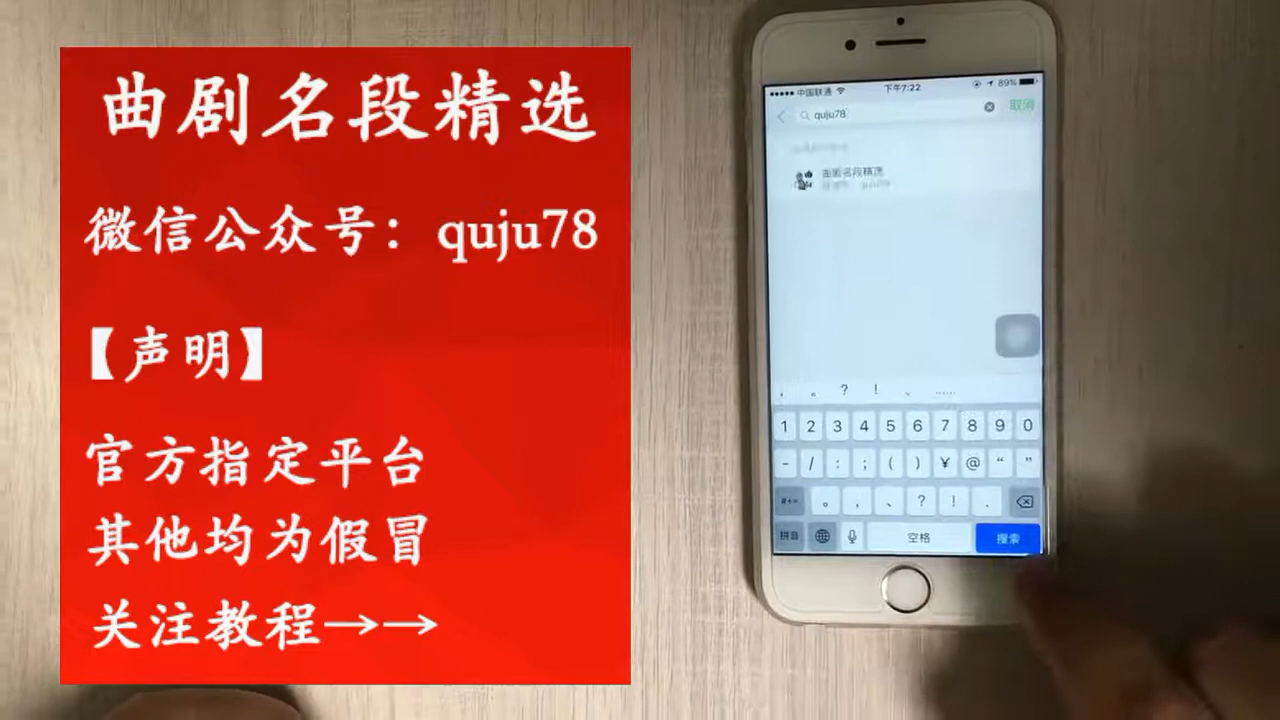 曲剧名段精选
微信公众号：quju78
【声明】
官方指定平台
其他均为假冒
关注教程→→
中国联通
下午7:22
89%
quju78
取消
曲剧名段精选
， 。 ? ! 、 ……
1 2 3 4 5 6 7 8 9 0
- / : ; ( ) ¥ @ “ ”
#+= 。 ， 、 ? ! .
拼音 空格 搜索